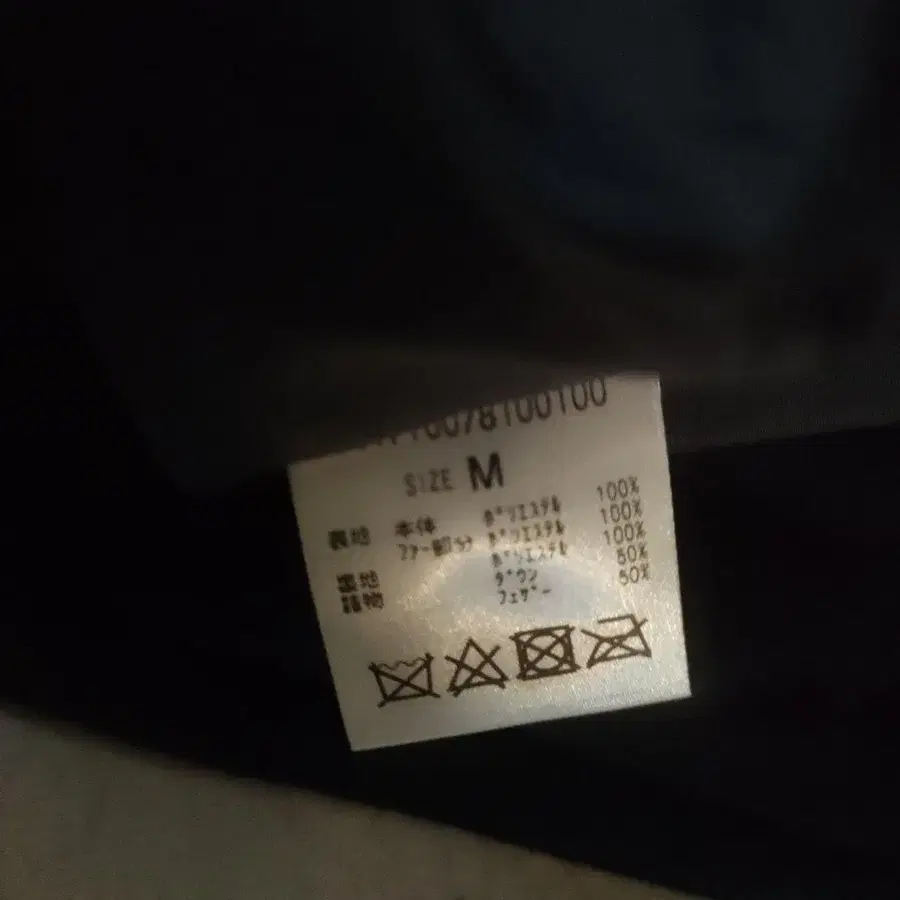 10078100100
SIZE M
表地 本体 ポリエステル 100%
ファー部分 ポリエステル 100%
裏地 ポリエステル 100%
詰物 ダウン 50%
フェザー 50%